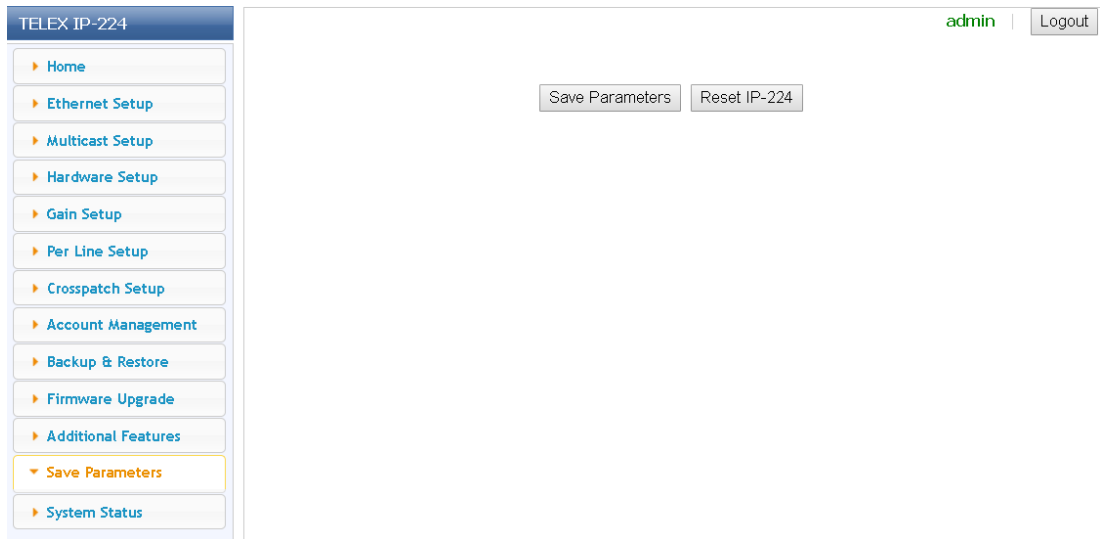 TELEX IP-224
admin
Logout
Home
Ethernet Setup
Multicast Setup
Hardware Setup
Gain Setup
Per Line Setup
Crosspatch Setup
Account Management
Backup & Restore
Firmware Upgrade
Additional Features
Save Parameters
System Status
Save Parameters
Reset IP-224